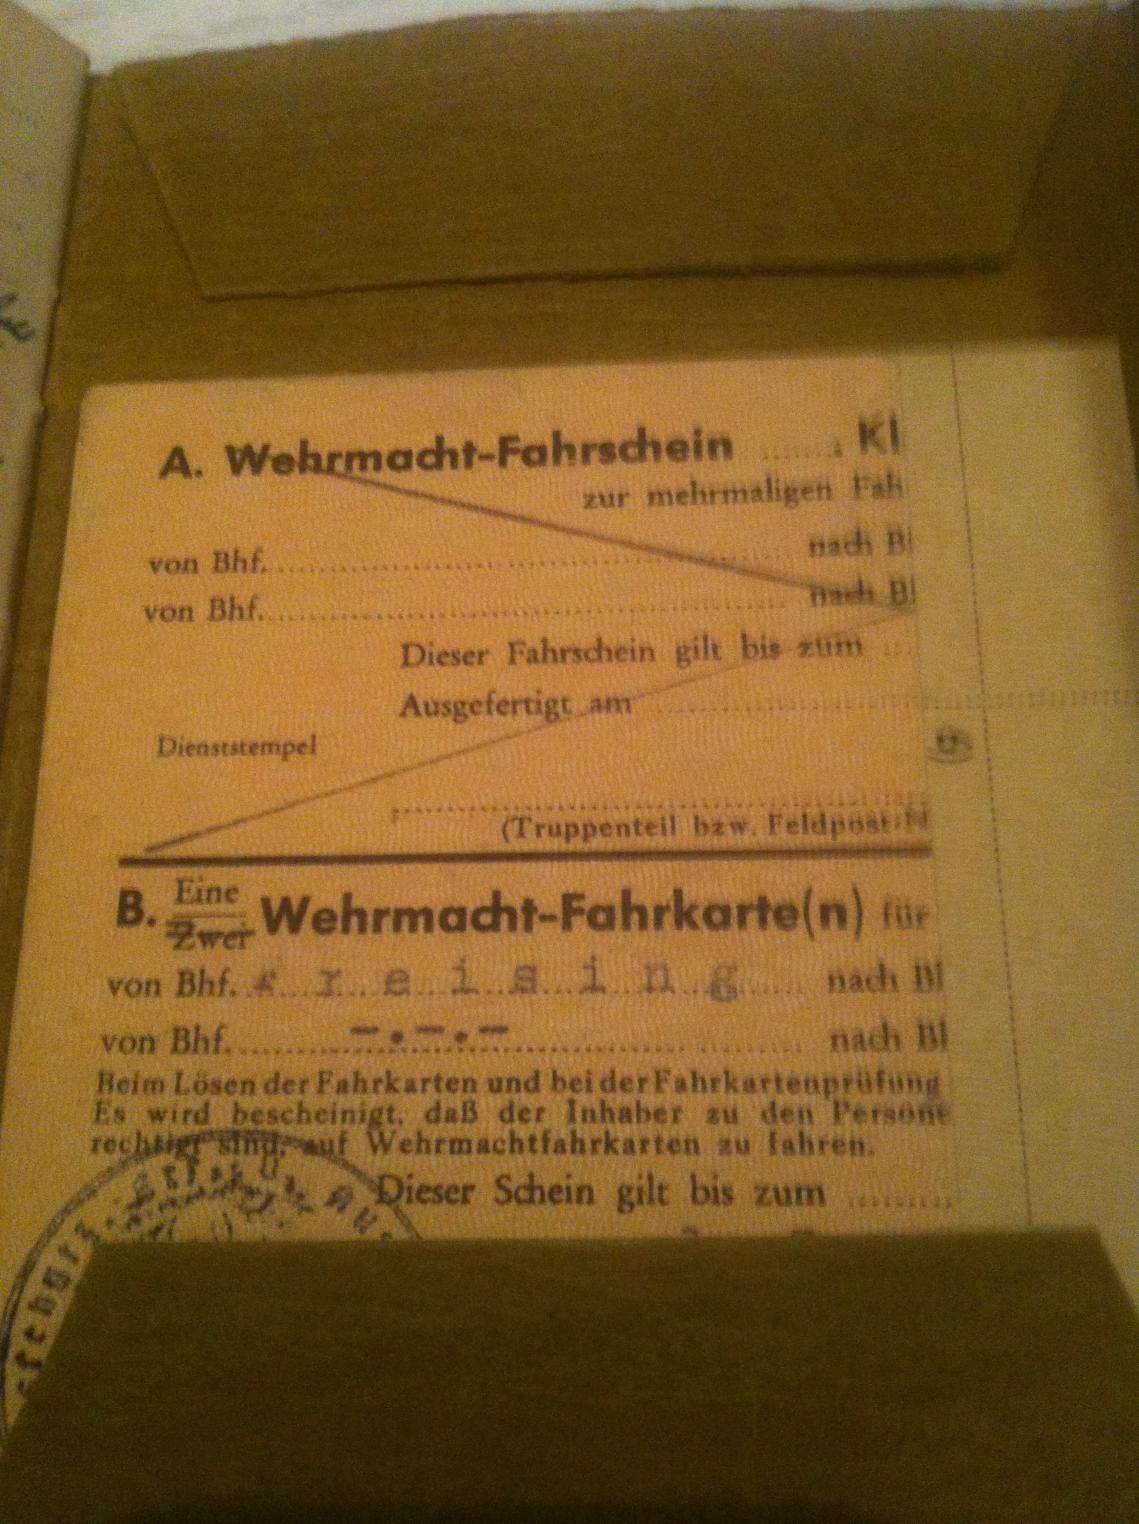 A. Wehrmacht-Fahrschein ........ Kl
zur mehrmaligen Fah
von Bhf. ........ nach B
von Bhf. ........ nach B
Dieser Fahrschein gilt bis zum
Ausgefertigt am ........
Dienststempel
(Truppenteil bzw. Feldpost-N
B. Eine
Zwei Wehrmacht-Fahrkarte(n) für
von Bhf. Freising nach B
von Bhf. -.-.- nach B
Beim Lösen der Fahrkarten und bei der Fahrkartenprüfung
Es wird bescheinigt, daß der Inhaber zu den Persone
rechtigt sind, auf Wehrmachtfahrkarten zu fahren.
Dieser Schein gilt bis zum ........